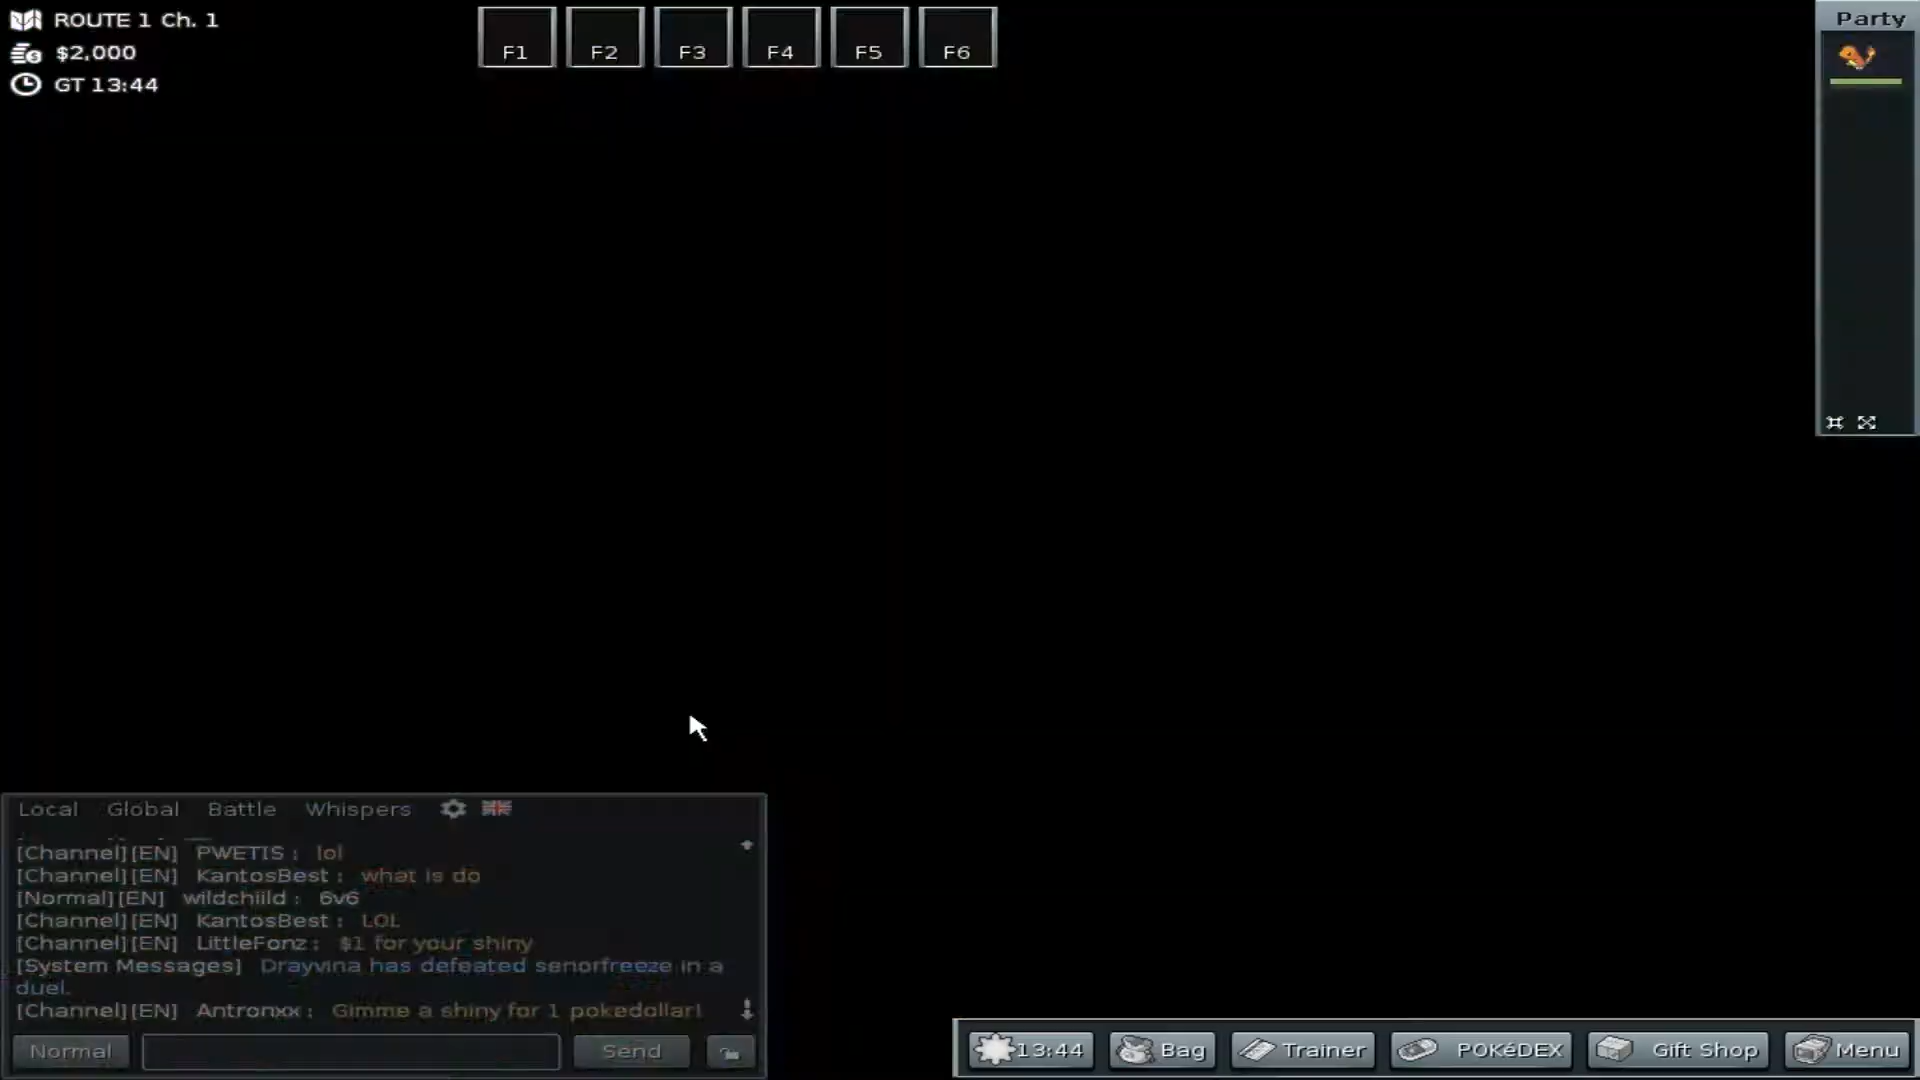 ROUTE 1 Ch. 1
$2,000
GT 13:44
F1 F2 F3 F4 F5 F6
Party
Local Global Battle Whispers
[Channel][EN] PWETIS : lol
[Channel][EN] KantosBest : what is do
[Normal][EN] wildchiild : 6v6
[Channel][EN] KantosBest : LOL
[Channel][EN] LittleFonz : $1 for your shiny
[System Messages] Drayvina has defeated senorfreeze in a
duel.
[Channel][EN] Antronxx : Gimme a shiny for 1 pokedollar!
Normal Send
13:44 Bag Trainer POKéDEX Gift Shop Menu